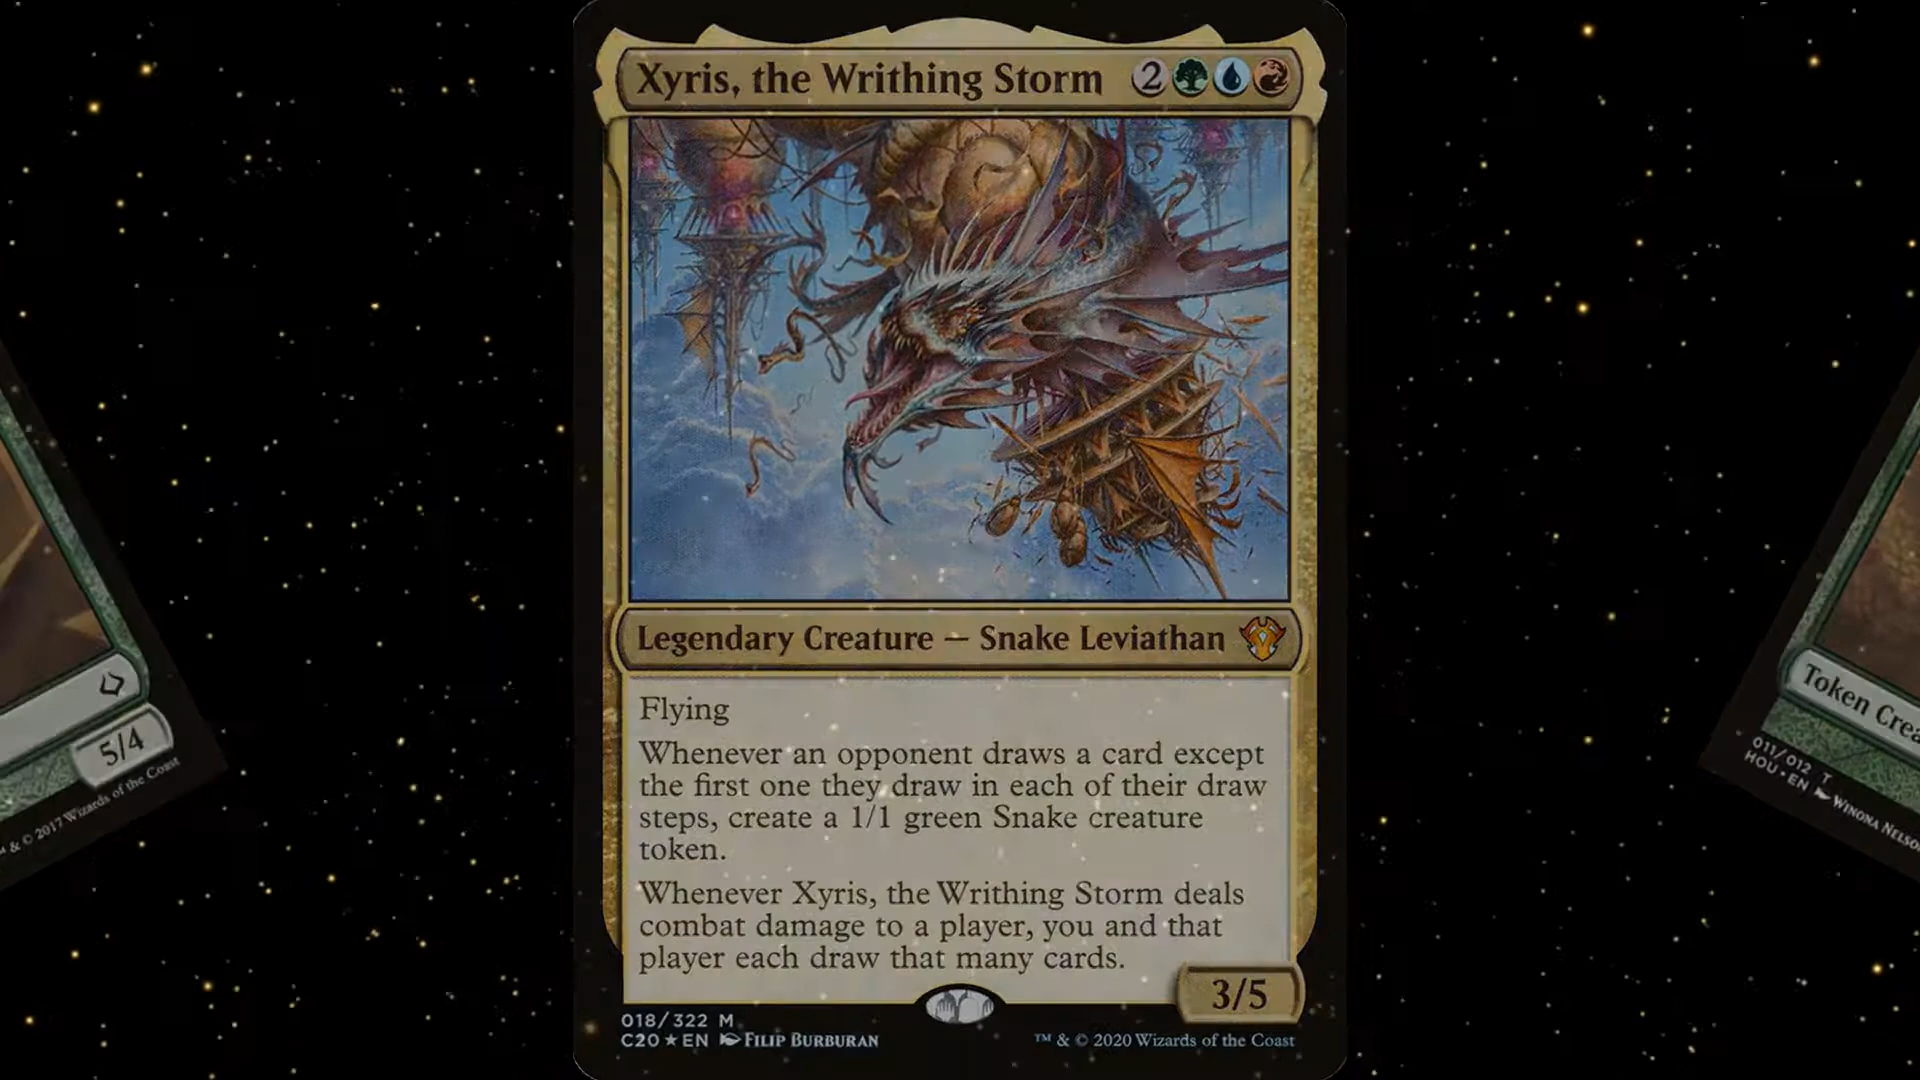 Xyris, the Writhing Storm 2
Legendary Creature — Snake Leviathan
Flying
Whenever an opponent draws a card except
the first one they draw in each of their draw
steps, create a 1/1 green Snake creature
token.
Whenever Xyris, the Writhing Storm deals
combat damage to a player, you and that
player each draw that many cards.
3/5
018/322 M
C20 ★ EN Filip Burburan
™ & © 2020 Wizards of the Coast
5/4
™ & © 2017 Wizards of the Coast
Token Crea
011/012 T
HOU • EN Winona Nelso